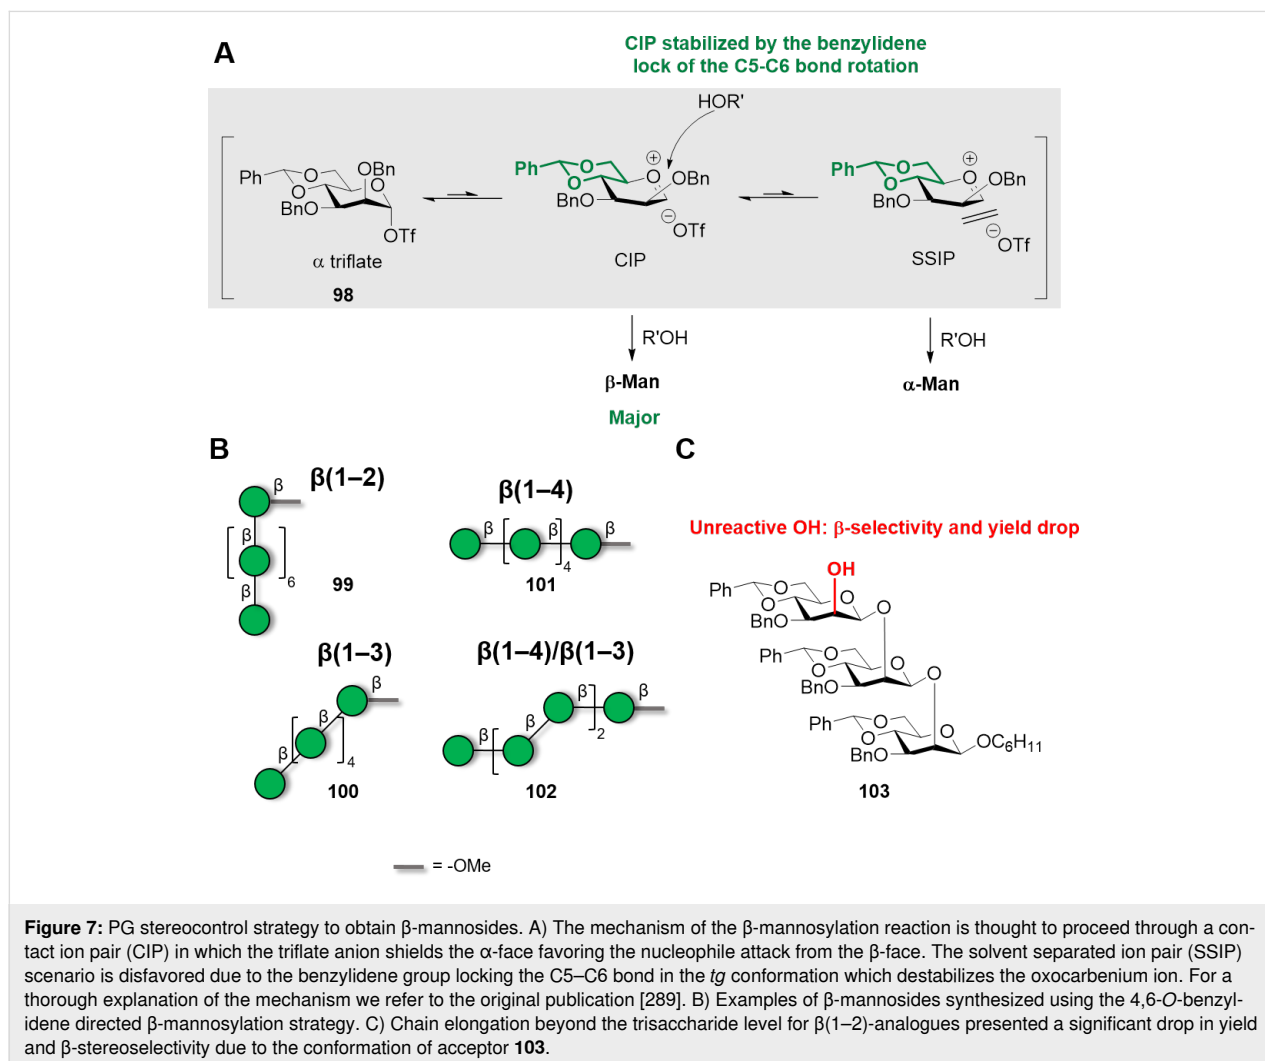 A
CIP stabilized by the benzylidene
lock of the C5-C6 bond rotation
HOR'
Ph O O OBn BnO O OTf
Ph O O BnO O ⊕ OBn ⊖ OTf
Ph O O BnO O ⊕ OBn ⊖ OTf
α triflate
CIP
SSIP
98
R'OH
R'OH
β-Man
α-Man
Major
B
C
β(1–2)
β
β
6
β
99
β(1–4)
β β 4 β
101
β(1–3)
β
β
β
4
100
β(1–4)/β(1–3)
β β β 2 β
102
Unreactive OH: β-selectivity and yield drop
OH
Ph O O O BnO O
Ph O O O BnO O
Ph O O O BnO OC6H11
103
= -OMe
Figure 7: PG stereocontrol strategy to obtain β-mannosides. A) The mechanism of the β-mannosylation reaction is thought to proceed through a con-
tact ion pair (CIP) in which the triflate anion shields the α-face favoring the nucleophile attack from the β-face. The solvent separated ion pair (SSIP)
scenario is disfavored due to the benzylidene group locking the C5–C6 bond in the tg conformation which destabilizes the oxocarbenium ion. For a
thorough explanation of the mechanism we refer to the original publication [289]. B) Examples of β-mannosides synthesized using the 4,6-O-benzyl-
idene directed β-mannosylation strategy. C) Chain elongation beyond the trisaccharide level for β(1–2)-analogues presented a significant drop in yield
and β-stereoselectivity due to the conformation of acceptor 103.